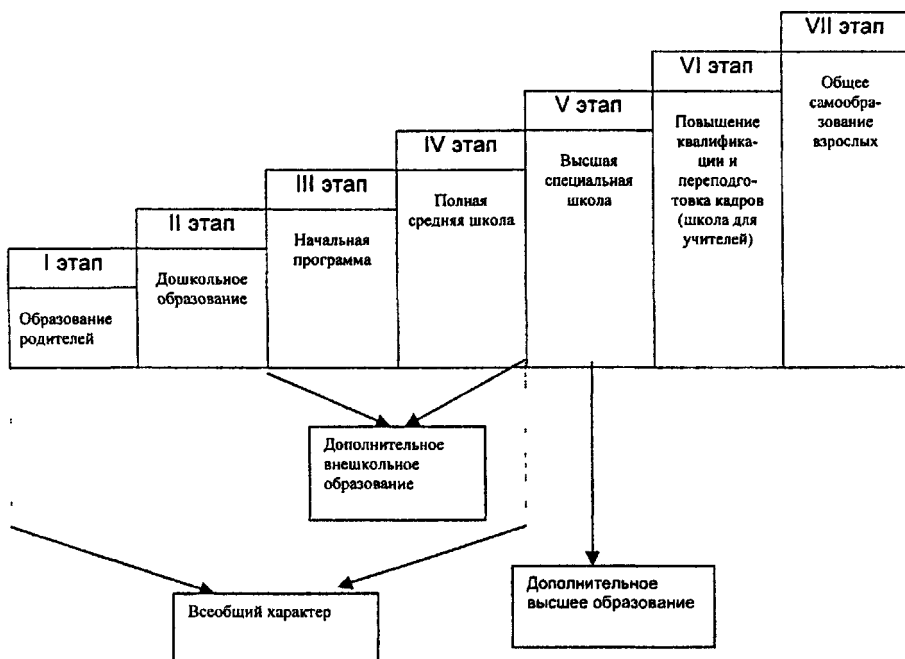 I этап
Образование
родителей
II этап
Дошкольное
образование
III этап
Начальная
программа
IV этап
Полная
средняя школа
V этап
Высшая
специальная
школа
VI этап
Повышение
квалифика-
ции и
переподго-
товка кадров
(школа для
учителей)
VII этап
Общее
самообра-
зование
взрослых
Дополнительное
внешкольное
образование
Всеобщий характер
Дополнительное
высшее образование